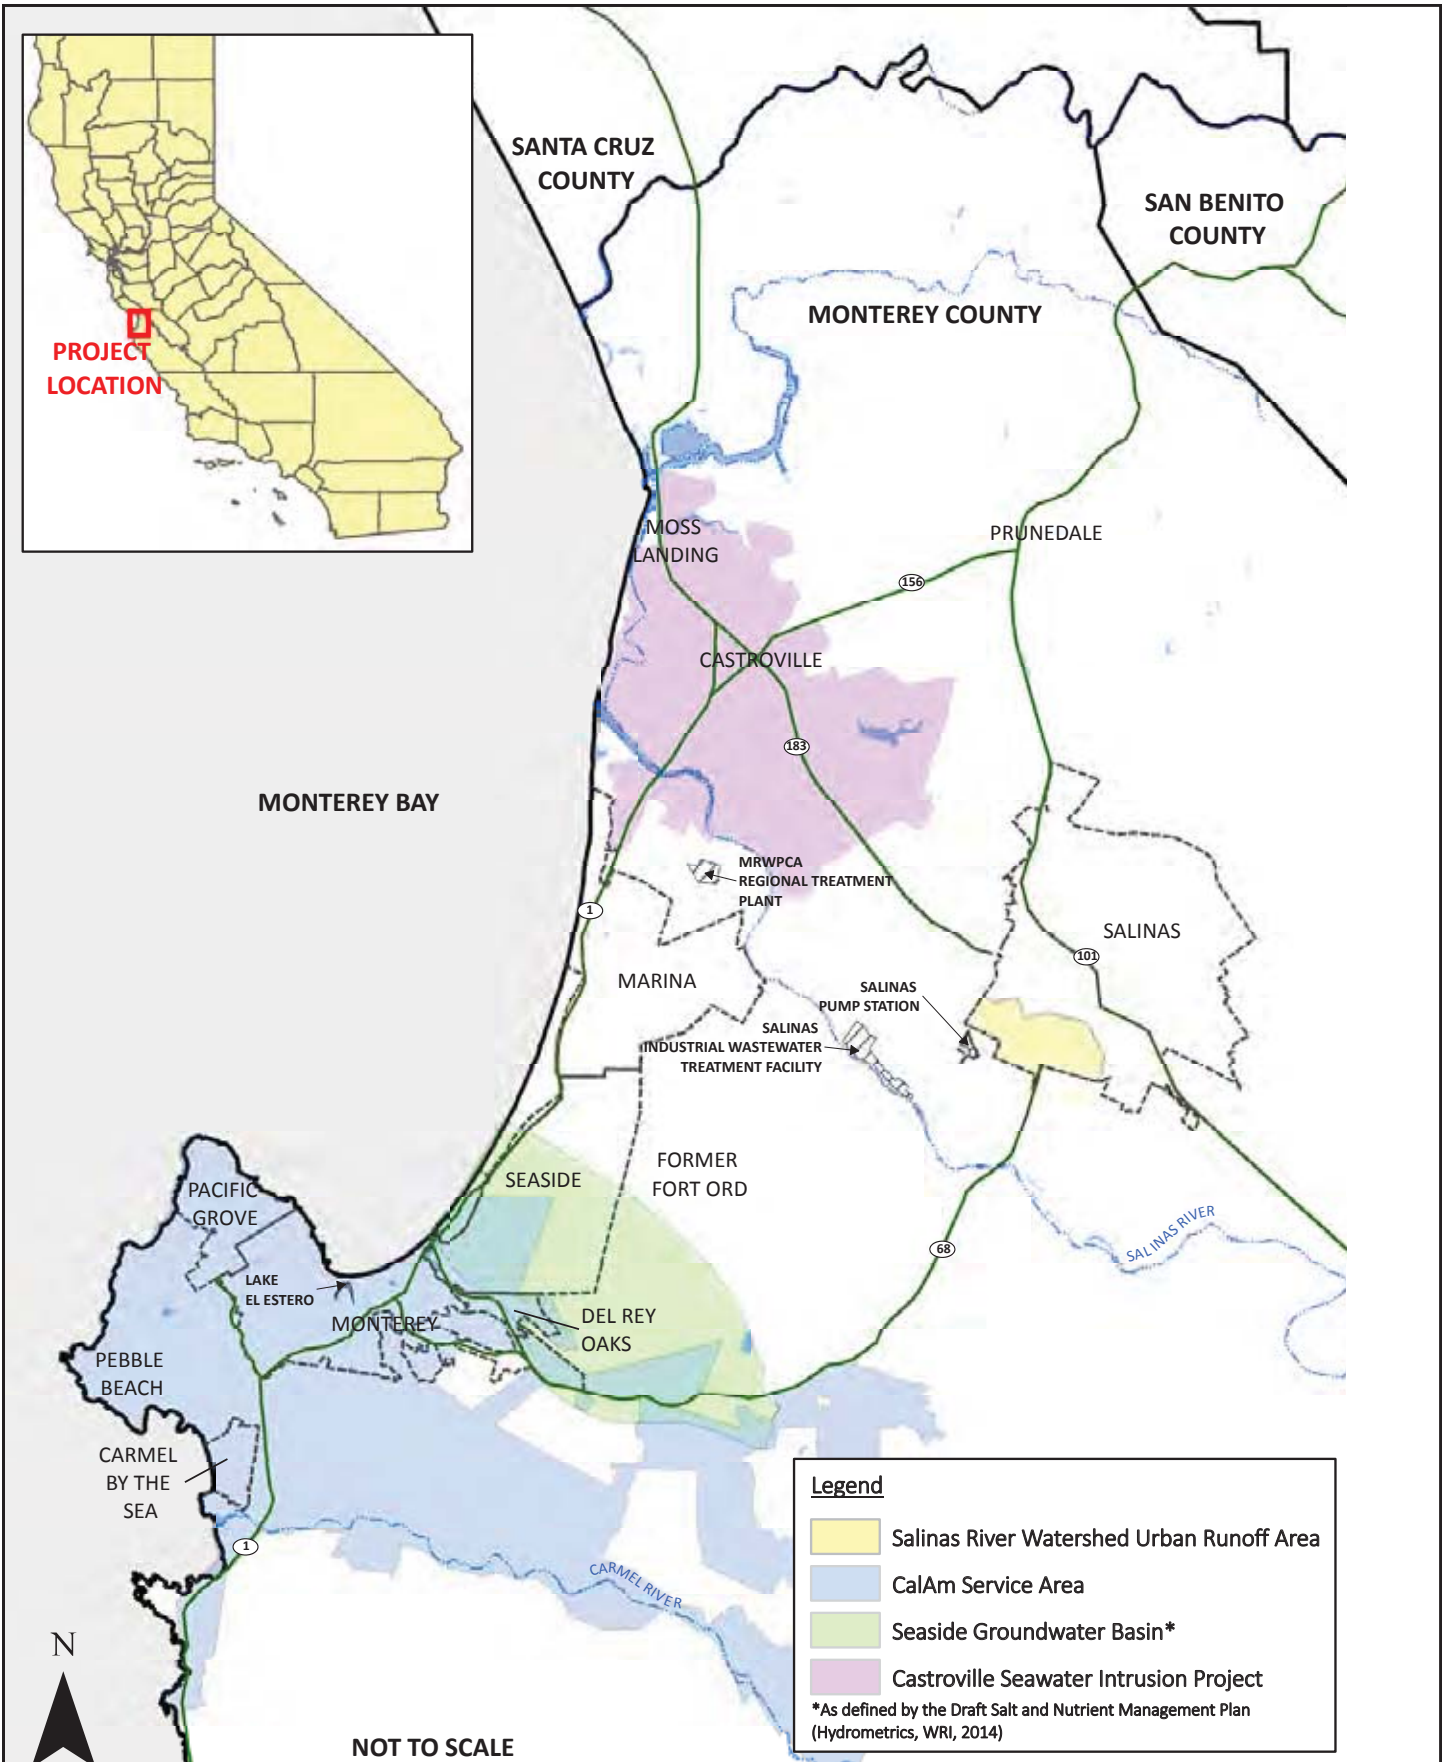 SANTA CRUZ
COUNTY
SAN BENITO
COUNTY
MONTEREY COUNTY
PROJECT
LOCATION
MOSS
LANDING
PRUNEDALE
156
CASTROVILLE
183
MONTEREY BAY
MRWPCA
REGIONAL TREATMENT
PLANT
1
SALINAS
101
MARINA
SALINAS
PUMP STATION
SALINAS
INDUSTRIAL WASTEWATER
TREATMENT FACILITY
SEASIDE
FORMER
FORT ORD
PACIFIC
GROVE
SALINAS RIVER
68
LAKE
EL ESTERO
MONTEREY
DEL REY
OAKS
PEBBLE
BEACH
CARMEL
BY THE
SEA
1
CARMEL RIVER
N
NOT TO SCALE
Legend
Salinas River Watershed Urban Runoff Area
CalAm Service Area
Seaside Groundwater Basin*
Castroville Seawater Intrusion Project
*As defined by the Draft Salt and Nutrient Management Plan
(Hydrometrics, WRI, 2014)